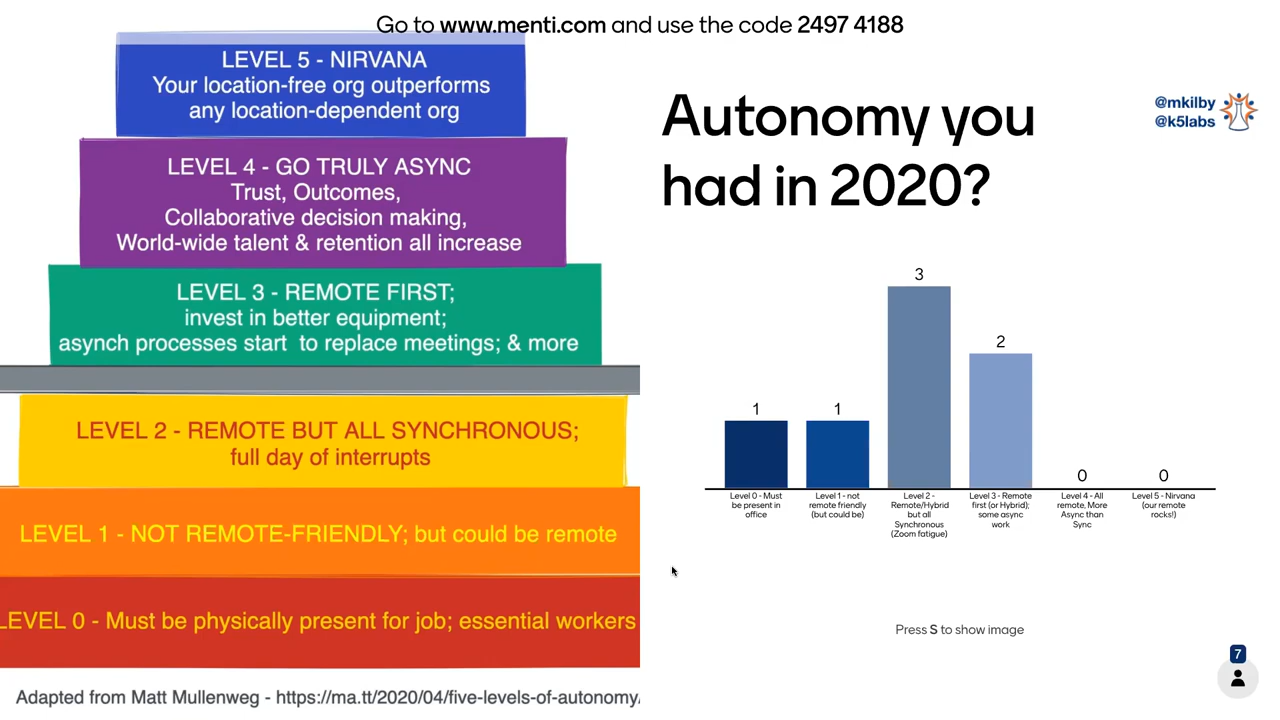 Go to www.menti.com and use the code 2497 4188
LEVEL 5 - NIRVANA
Your location-free org outperforms
any location-dependent org
LEVEL 4 - GO TRULY ASYNC
Trust, Outcomes,
Collaborative decision making,
World-wide talent & retention all increase
LEVEL 3 - REMOTE FIRST;
invest in better equipment;
asynch processes start to replace meetings; & more
LEVEL 2 - REMOTE BUT ALL SYNCHRONOUS;
full day of interrupts
LEVEL 1 - NOT REMOTE-FRIENDLY; but could be remote
LEVEL 0 - Must be physically present for job; essential workers
Adapted from Matt Mullenweg - https://ma.tt/2020/04/five-levels-of-autonomy/
Autonomy you
had in 2020?
@mkilby
@k5labs
1
1
3
2
0
0
Level 0 - Must
be present in
office
Level 1 - not
remote friendly
(but could be)
Level 2 -
Remote/Hybrid
but all
Synchronous
(Zoom fatigue)
Level 3 - Remote
first (or Hybrid);
some async
work
Level 4 - All
remote, More
Async than
Sync
Level 5 - Nirvana
(our remote
rocks!)
Press S to show image
7